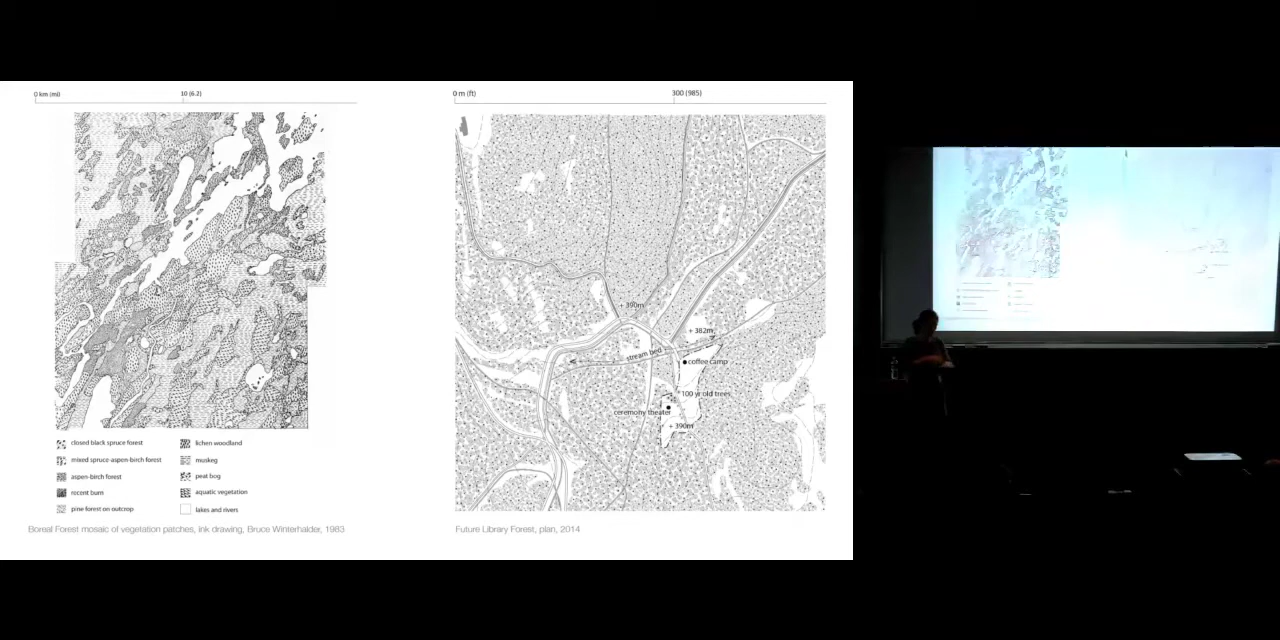 0 km (mi)
10 (6.2)
closed black spruce forest
mixed spruce-aspen-birch forest
aspen-birch forest
recent burn
pine forest on outcrop
lichen woodland
muskeg
peat bog
aquatic vegetation
lakes and rivers
Boreal Forest mosaic of vegetation patches, ink drawing, Bruce Winterhalder, 1983
0 m (ft)
300 (985)
+ 390m
+ 382m
stream bed
coffee camp
100 yr old trees
ceremony theater
+ 390m
Future Library Forest, plan, 2014